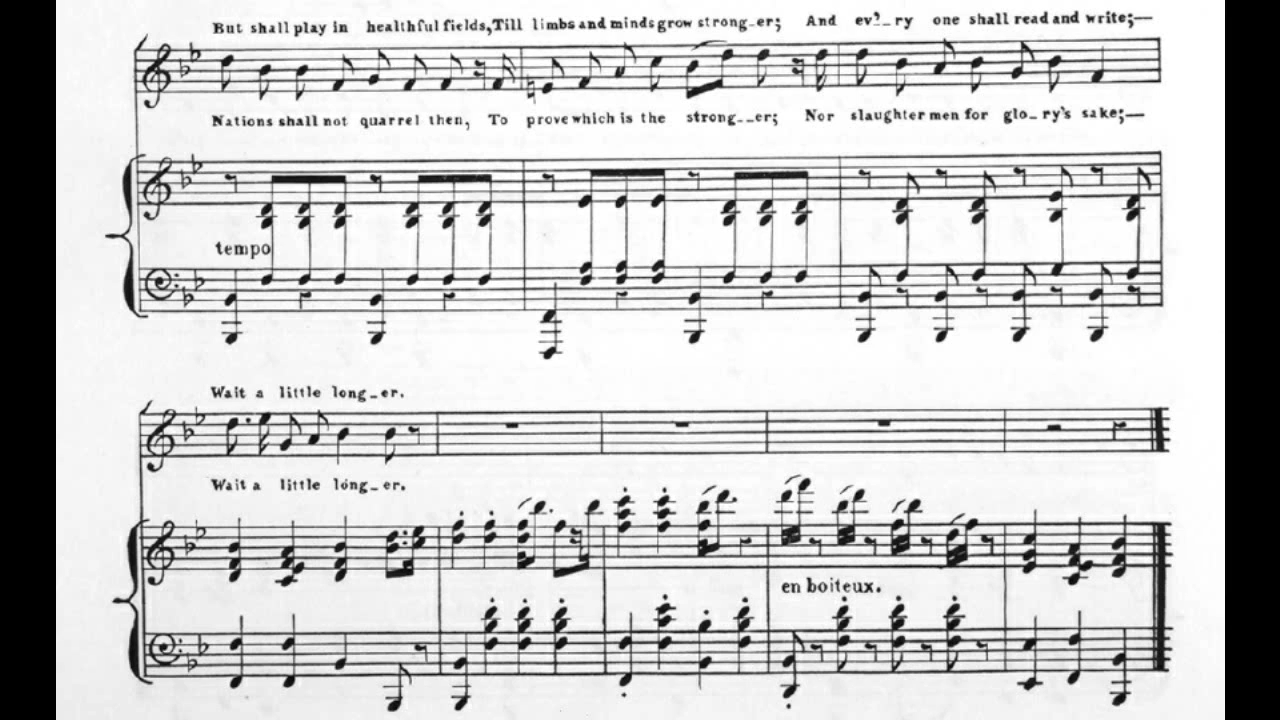 But shall play in healthful fields, Till limbs and minds grow strong_er; And ev'_ry one shall read and write;—
Nations shall not quarrel then, To prove which is the strong__er; Nor slaughter men for glo_ry's sake;—
tempo
Wait a little long_er.
Wait a little long_er.
en boiteux.